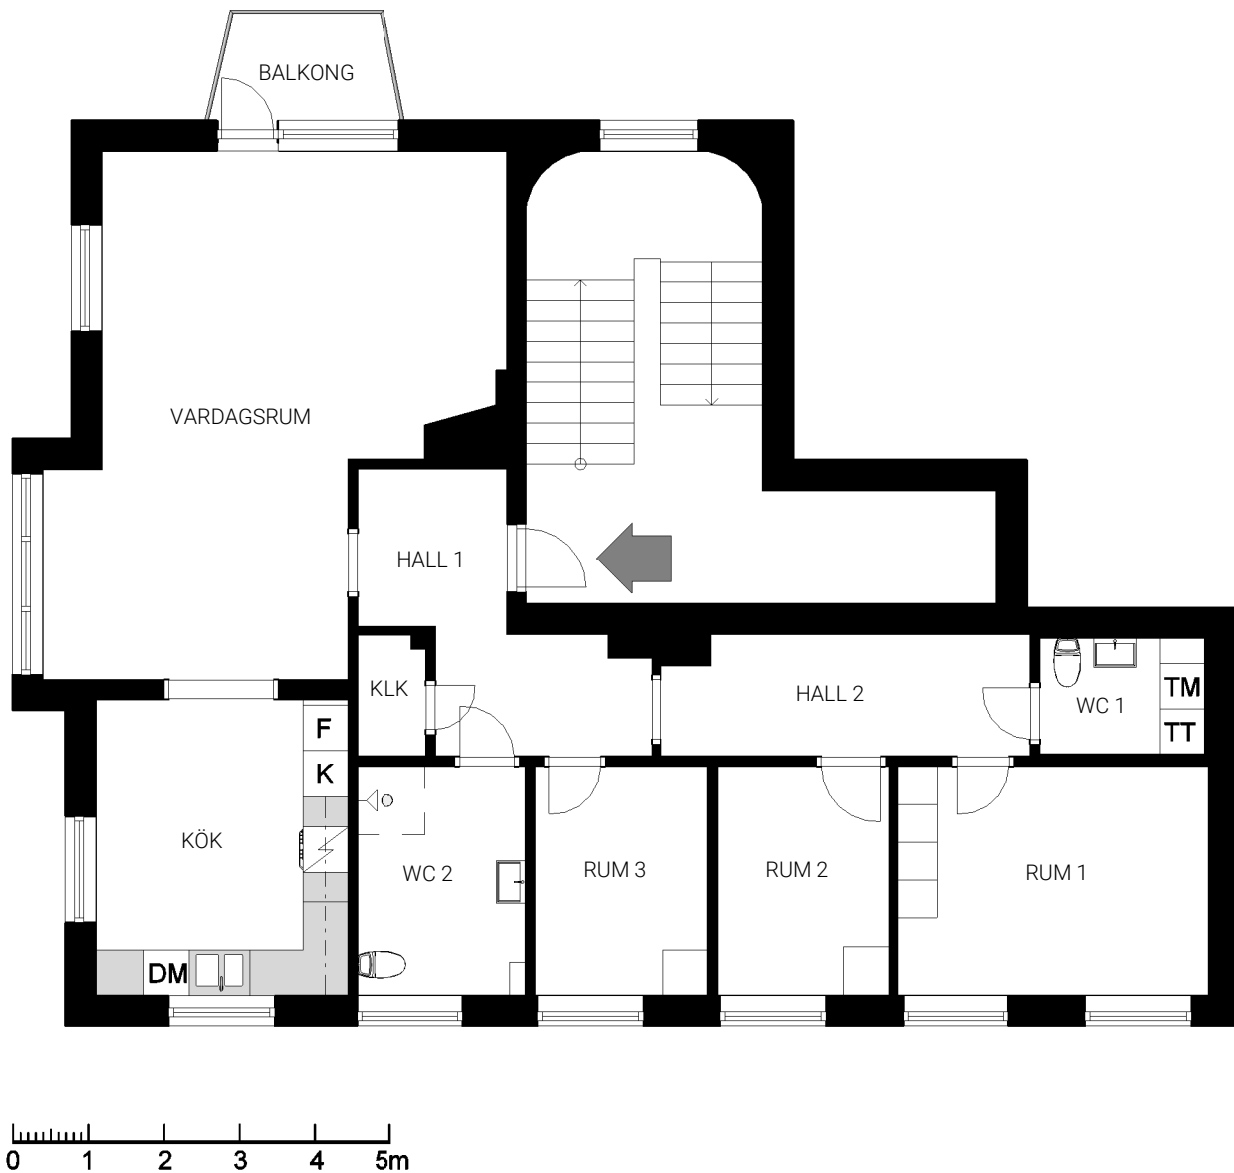 BALKONG
VARDAGSRUM
HALL 1
KLK
HALL 2
WC 1
TM
TT
F
K
KÖK
WC 2
RUM 3
RUM 2
RUM 1
DM
0 1 2 3 4 5m